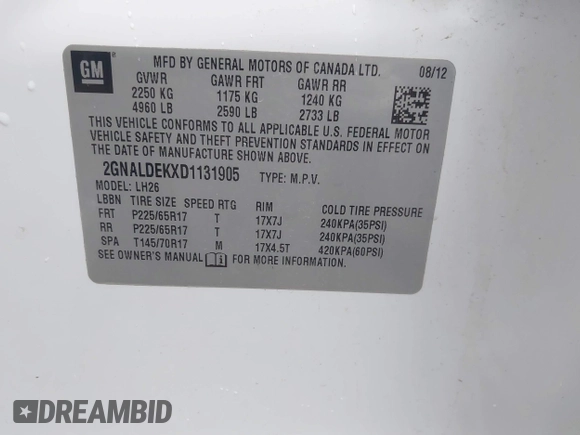 GM
MFD BY GENERAL MOTORS OF CANADA LTD. 08/12
GVWR GAWR FRT GAWR RR
2250 KG 1175 KG 1240 KG
4960 LB 2590 LB 2733 LB
THIS VEHICLE CONFORMS TO ALL APPLICABLE U.S. FEDERAL MOTOR
VEHICLE SAFETY AND THEFT PREVENTION STANDARDS IN EFFECT ON
THE DATE OF MANUFACTURE SHOWN ABOVE.
2GNALDEKXD1131905 TYPE: M.P.V.
MODEL: LH26
LBBN TIRE SIZE SPEED RTG RIM COLD TIRE PRESSURE
FRT P225/65R17 T 17X7J 240KPA(35PSI)
RR P225/65R17 T 17X7J 240KPA(35PSI)
SPA T145/70R17 M 17X4.5T 420KPA(60PSI)
SEE OWNER'S MANUAL FOR MORE INFORMATION.
DREAMBID